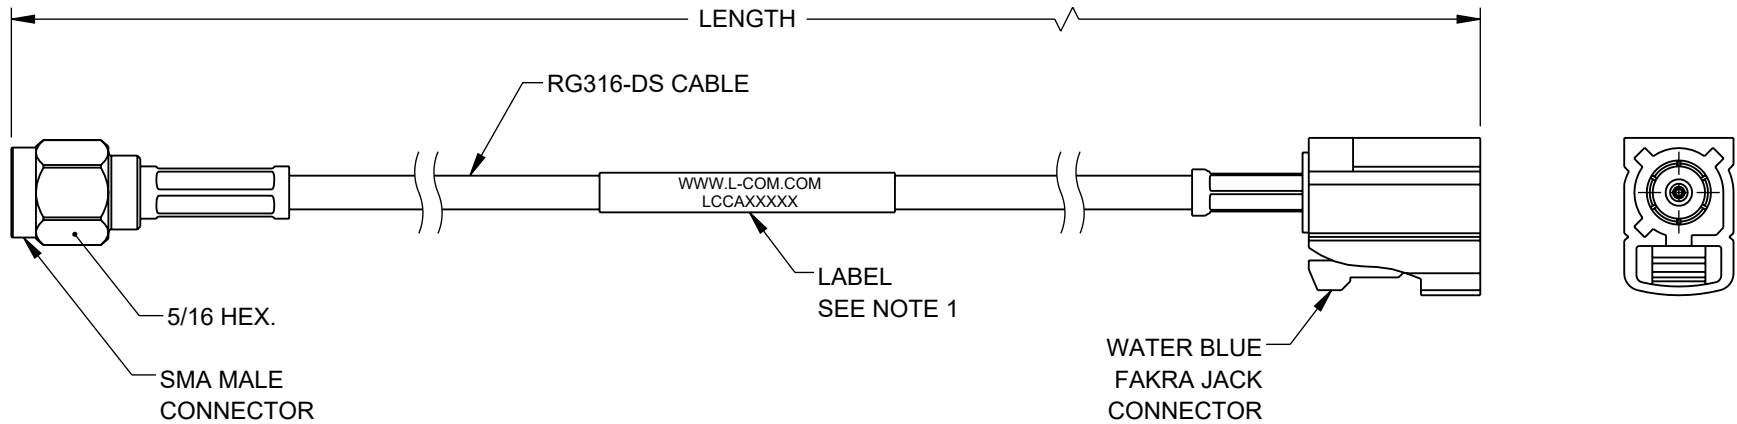 LENGTH
RG316-DS CABLE
WWW.L-COM.COM
LCCAXXXXX
LABEL
SEE NOTE 1
5/16 HEX.
SMA MALE
CONNECTOR
WATER BLUE
FAKRA JACK
CONNECTOR